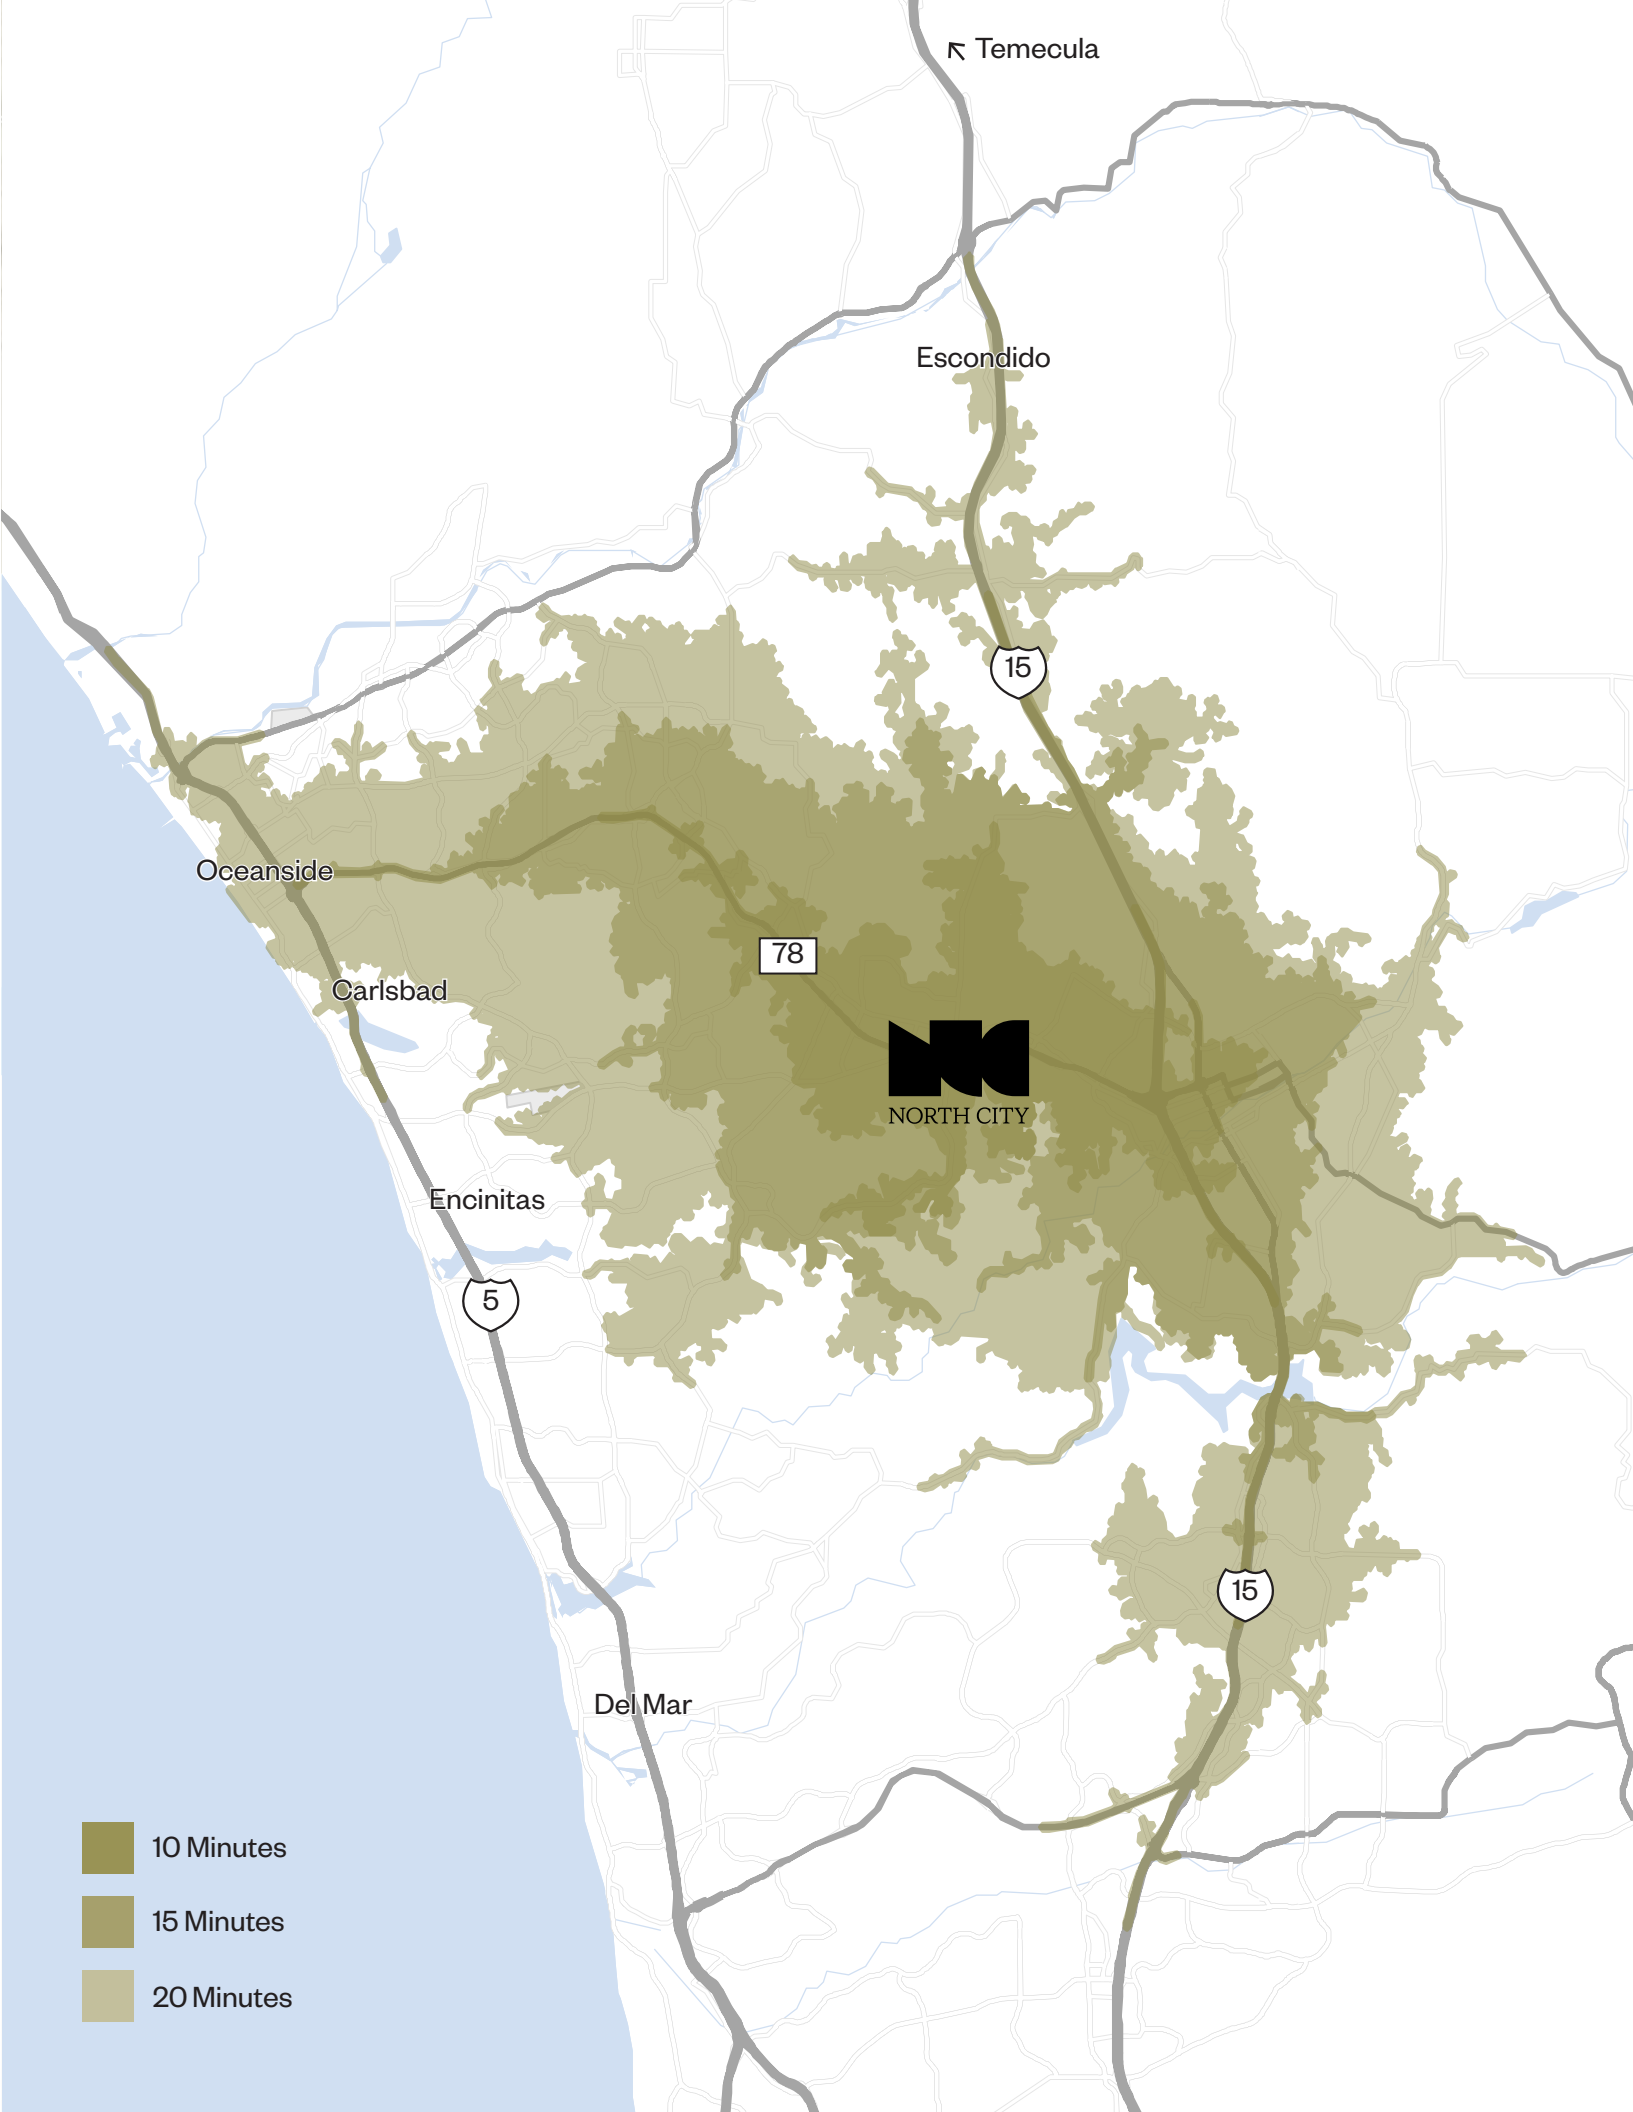 Temecula
Escondido
15
Oceanside
78
Carlsbad
NORTH CITY
Encinitas
5
15
Del Mar
10 Minutes
15 Minutes
20 Minutes